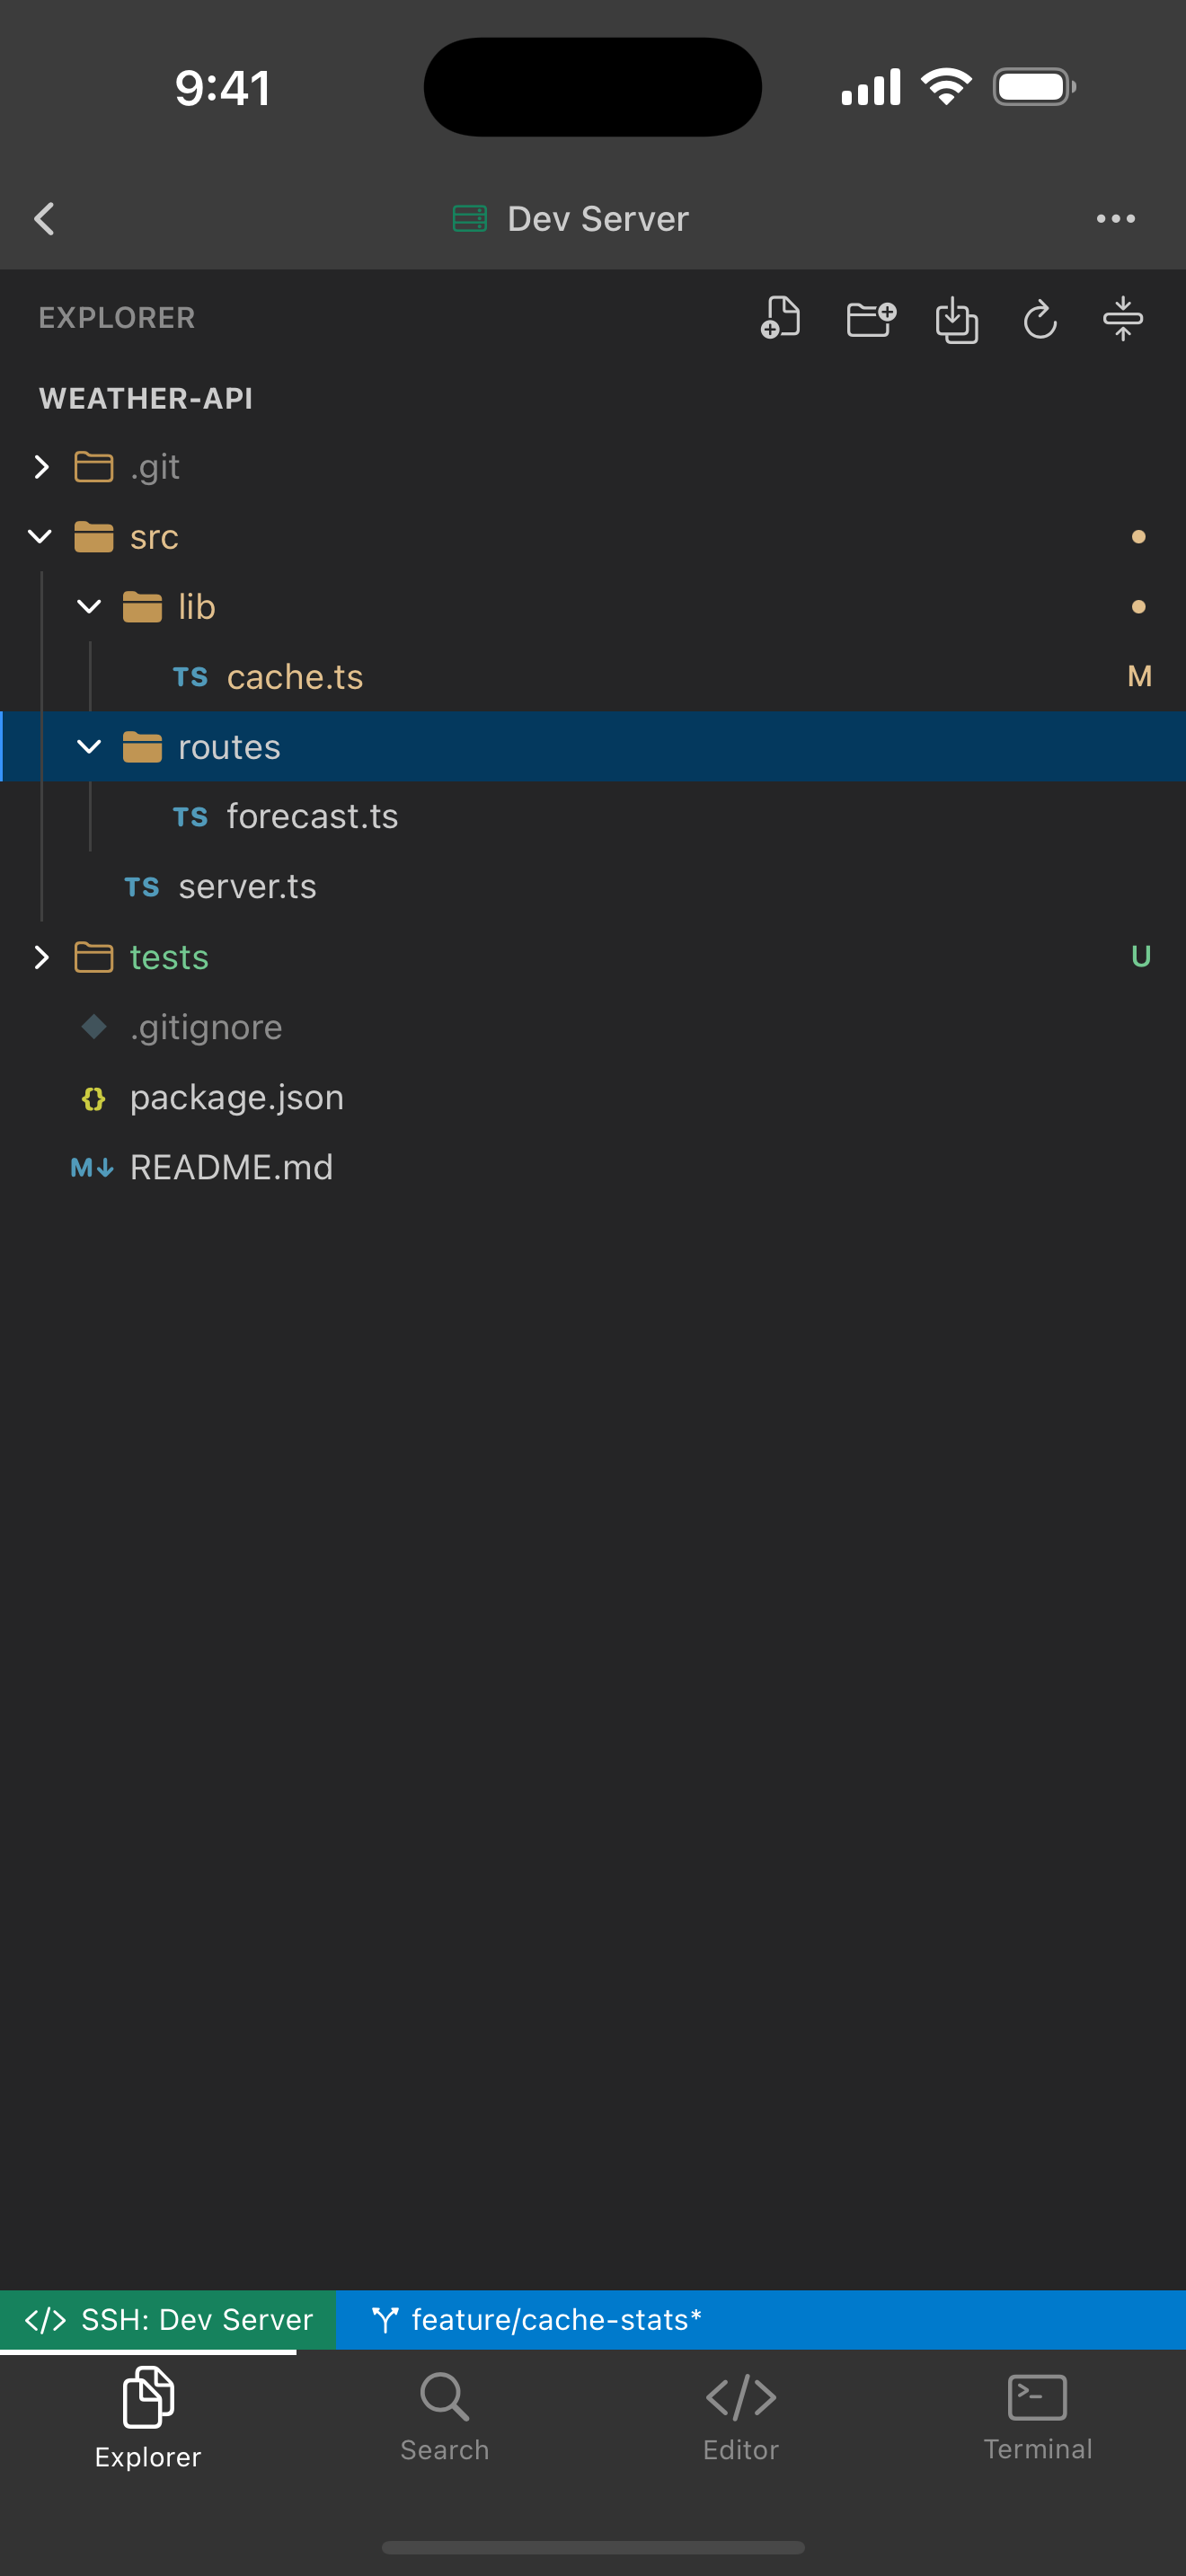 9:41
Dev Server
EXPLORER
WEATHER-API
.git
src
lib
TS cache.ts M
routes
TS forecast.ts
TS server.ts
tests U
.gitignore
{} package.json
M↓ README.md
</> SSH: Dev Server feature/cache-stats*
Explorer Search Editor Terminal